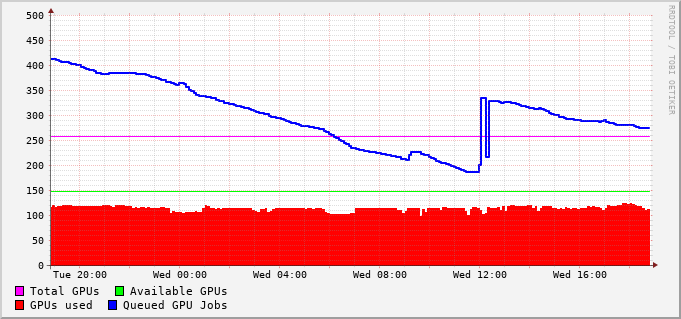 500
450
400
350
300
250
200
150
100
50
0
Tue 20:00 Wed 00:00 Wed 04:00 Wed 08:00 Wed 12:00 Wed 16:00
Total GPUs Available GPUs
GPUs used Queued GPU Jobs
RRDTOOL / TOBI OETIKER